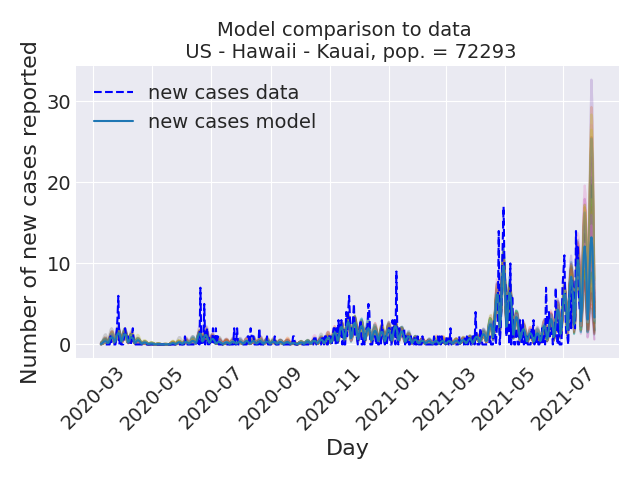 Model comparison to data
US - Hawaii - Kauai, pop. = 72293
Number of new cases reported
30
20
10
0
new cases data
new cases model
2020-03
2020-05
2020-07
2020-09
2020-11
2021-01
2021-03
2021-05
2021-07
Day